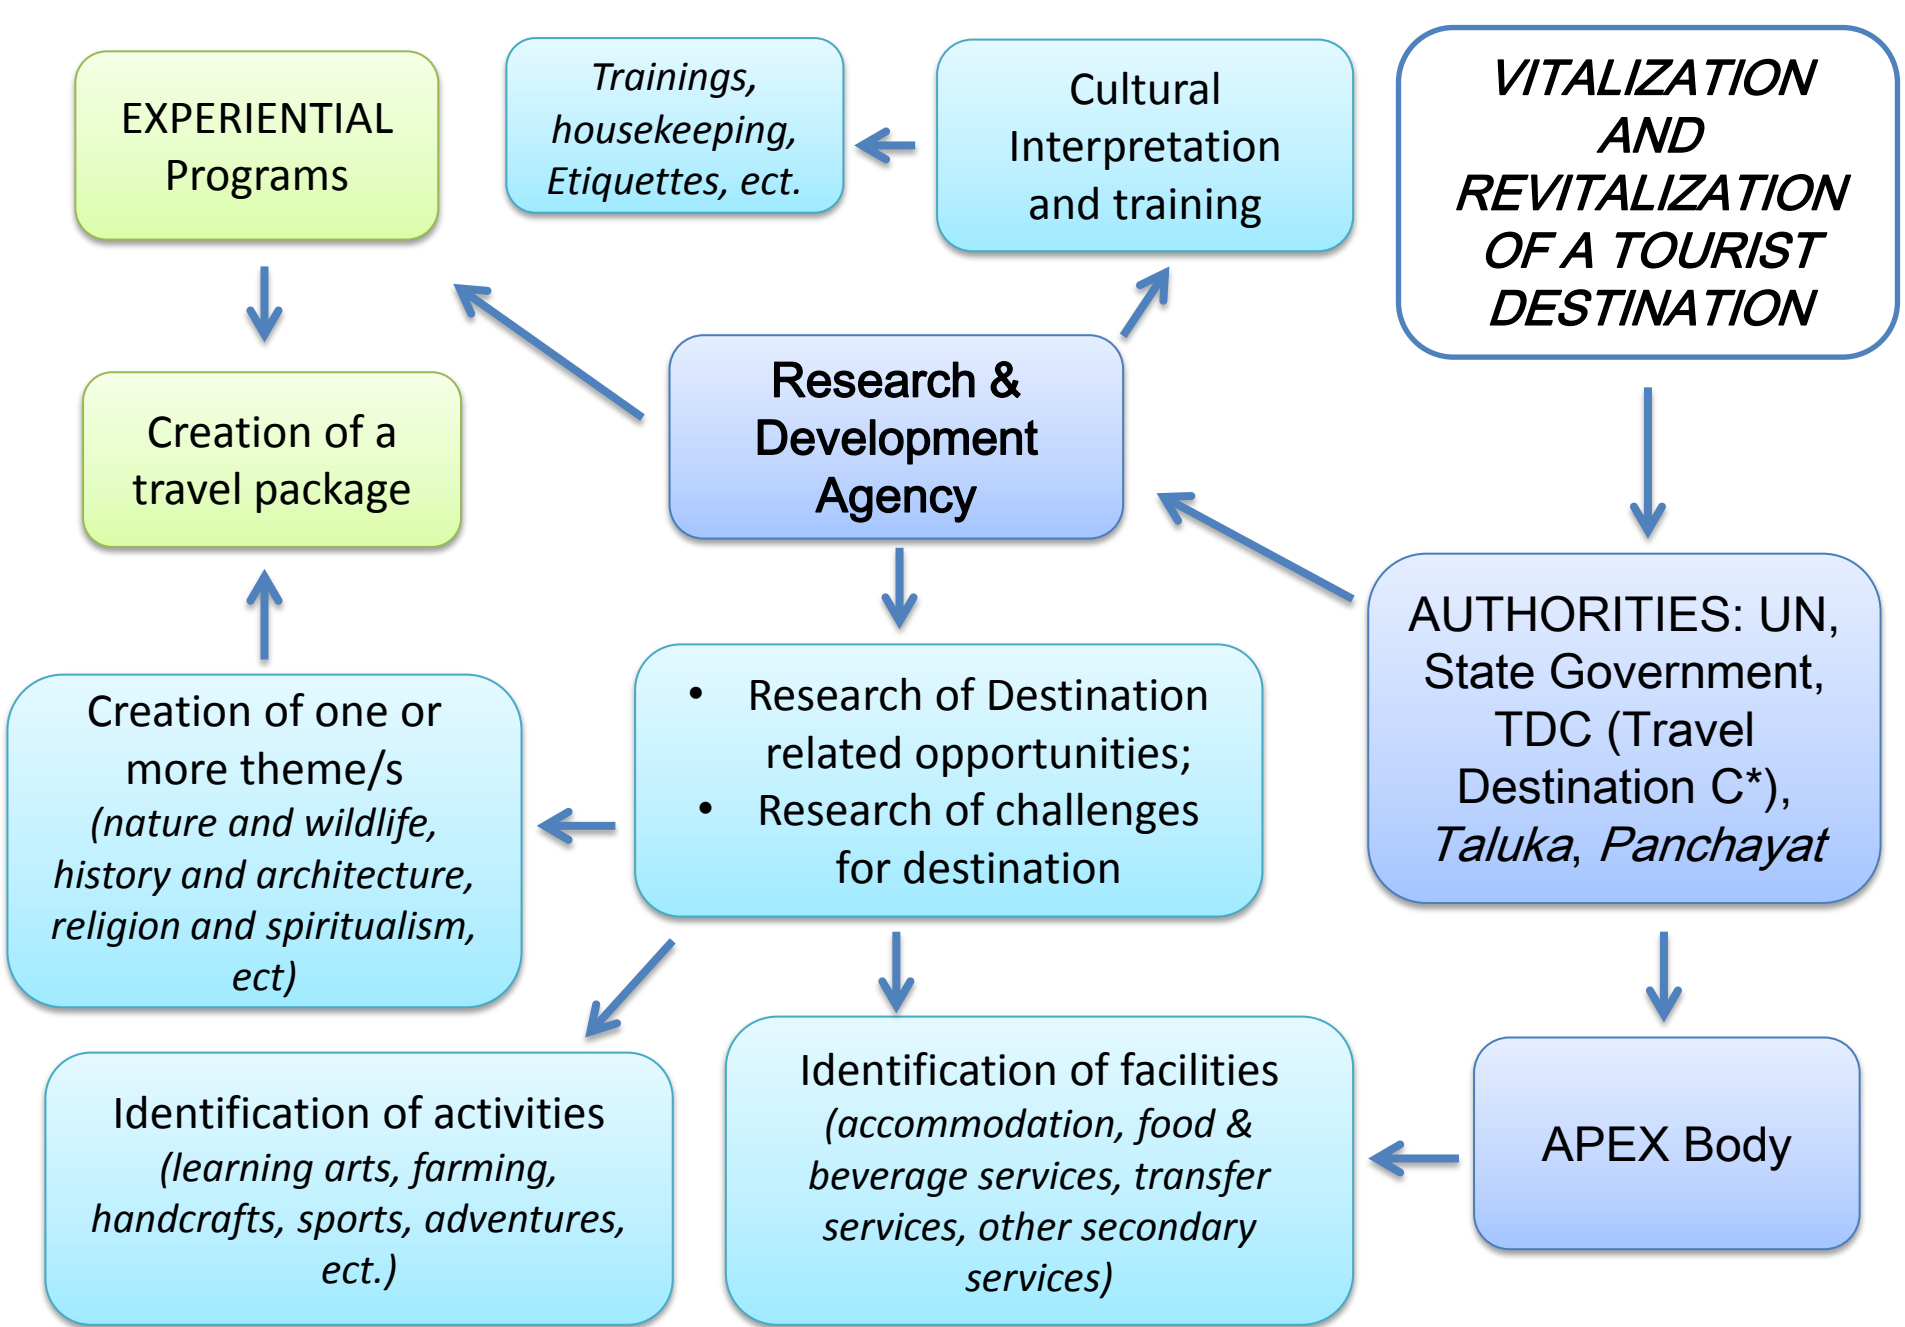 EXPERIENTIAL
Programs
Trainings,
housekeeping,
Etiquettes, ect.
Cultural
Interpretation
and training
VITALIZATION
AND
REVITALIZATION
OF A TOURIST
DESTINATION
Creation of a
travel package
Research &
Development
Agency
AUTHORITIES: UN,
State Government,
TDC (Travel
Destination C*),
Taluka, Panchayat
Creation of one or
more theme/s
(nature and wildlife,
history and architecture,
religion and spiritualism,
ect)
• Research of Destination
related opportunities;
• Research of challenges
for destination
Identification of activities
(learning arts, farming,
handcrafts, sports, adventures,
ect.)
Identification of facilities
(accommodation, food &
beverage services, transfer
services, other secondary
services)
APEX Body